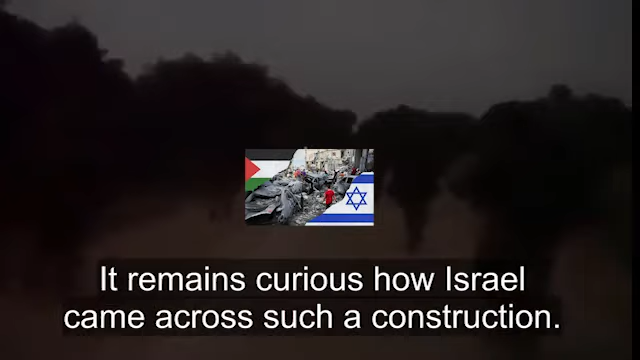 It remains curious how Israel
came across such a construction.